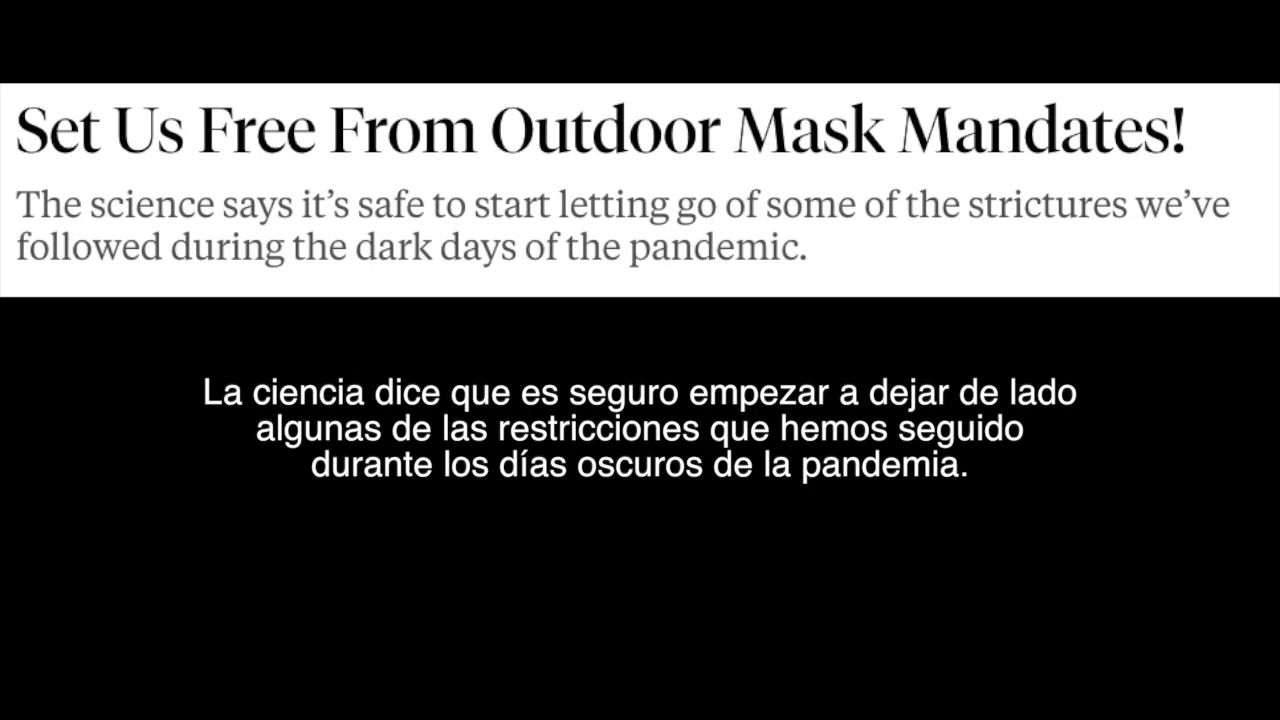 Set Us Free From Outdoor Mask Mandates!
The science says it’s safe to start letting go of some of the strictures we’ve
followed during the dark days of the pandemic.
La ciencia dice que es seguro empezar a dejar de lado
algunas de las restricciones que hemos seguido
durante los días oscuros de la pandemia.